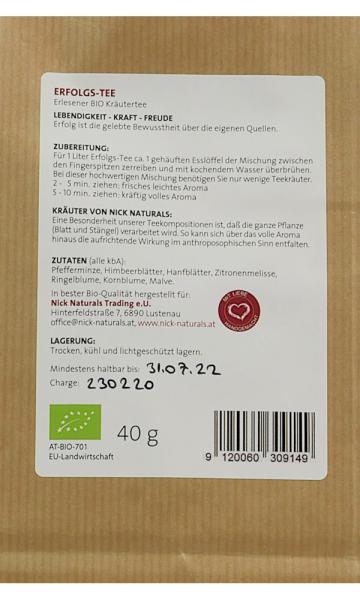 ERFOLGS-TEE
Erlesener BIO Kräutertee
LEBENDIGKEIT - KRAFT - FREUDE
Erfolg ist die gelebte Bewusstheit über die eigenen Quellen.
ZUBEREITUNG:
Für 1 Liter Erfolgs-Tee ca. 1 gehäuften Esslöffel der Mischung zwischen
den Fingerspitzen zerreiben und mit kochendem Wasser überbrühen.
Bei dieser hochwertigen Mischung benötigen Sie nur wenige Teekräuter.
2 - 5 min. ziehen: frisches leichtes Aroma
5 - 10 min. ziehen: kräftig volles Aroma
KRÄUTER VON NICK NATURALS:
Eine Besonderheit unserer Teekompositionen ist, daß die ganze Pflanze
(Blatt und Stängel) verarbeitet wird. So kann sich über das volle Aroma
hinaus die aufrichtende Wirkung im anthroposophischen Sinn entfalten.
ZUTATEN (alle kbA):
Pfefferminze, Himbeerblätter, Hanfblätter, Zitronenmelisse,
Ringelblume, Kornblume, Malve.
In bester Bio-Qualität hergestellt für:
Nick Naturals Trading e.U.
Hinterfeldstraße 7, 6890 Lustenau
office@nick-naturals.at, www.nick-naturals.at
MIT LIEBE
HANDGEMACHT
LAGERUNG:
Trocken, kühl und lichtgeschützt lagern.
Mindestens haltbar bis: 31.07.22
Charge: 230220
40 g
AT-BIO-701
EU-Landwirtschaft
9 120060 309149